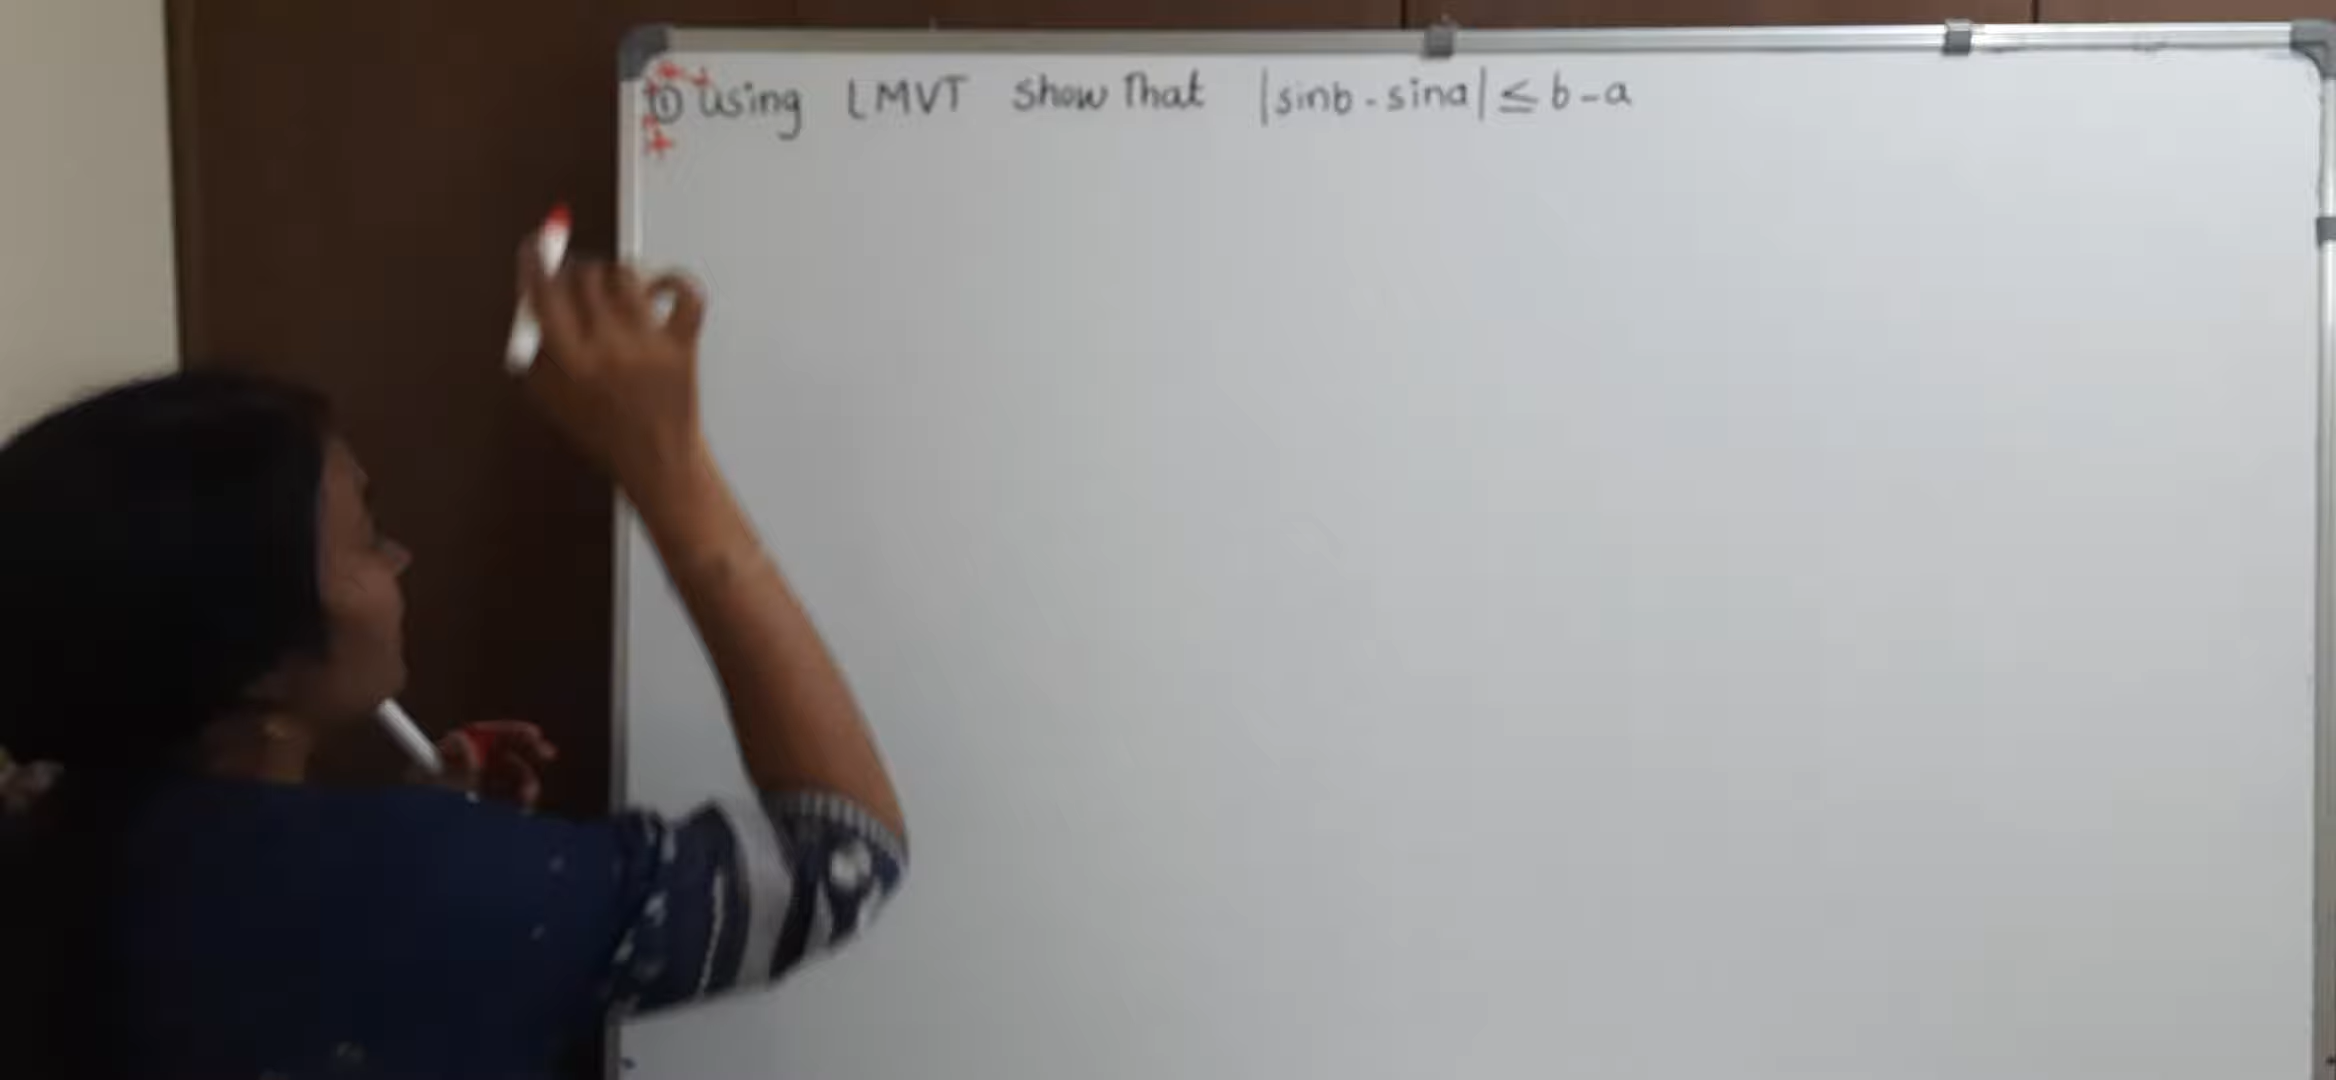 ① Using LMVT show That |sinb - sina| ≤ b - a